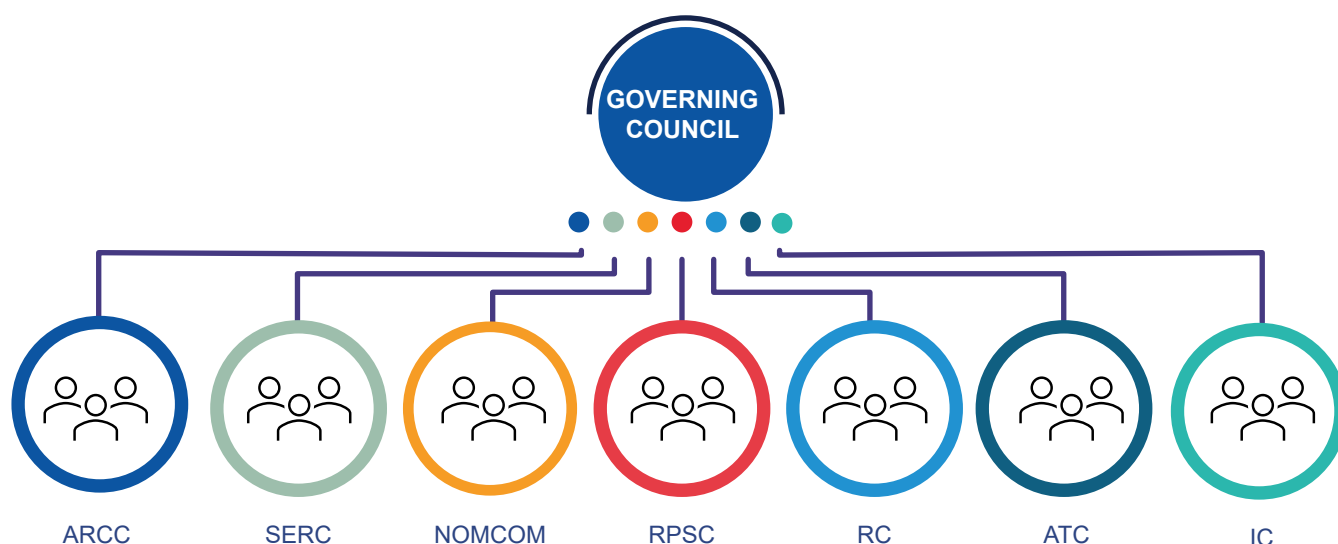 GOVERNING
COUNCIL
ARCC
SERC
NOMCOM
RPSC
RC
ATC
IC